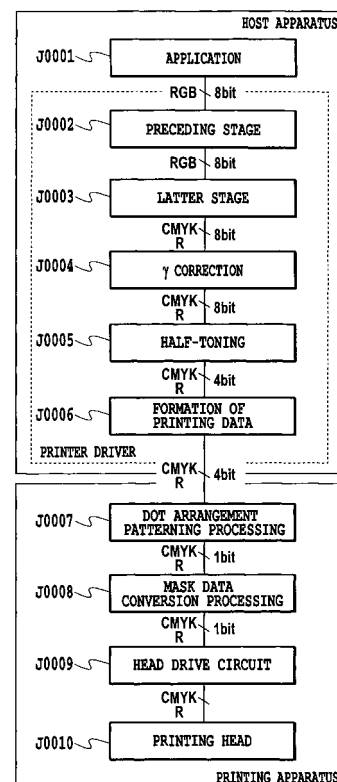 HOST APPARATUS
J0001
APPLICATION
RGB 8bit
J0002
PRECEDING STAGE
RGB 8bit
J0003
LATTER STAGE
CMYK
R 8bit
J0004
γ CORRECTION
CMYK
R 8bit
J0005
HALF-TONING
CMYK
R 4bit
J0006
FORMATION OF
PRINTING DATA
PRINTER DRIVER
CMYK
R 4bit
J0007
DOT ARRANGEMENT
PATTERNING PROCESSING
CMYK
R 1bit
J0008
MASK DATA
CONVERSION PROCESSING
CMYK
R 1bit
J0009
HEAD DRIVE CIRCUIT
CMYK
R
J0010
PRINTING HEAD
PRINTING APPARATUS